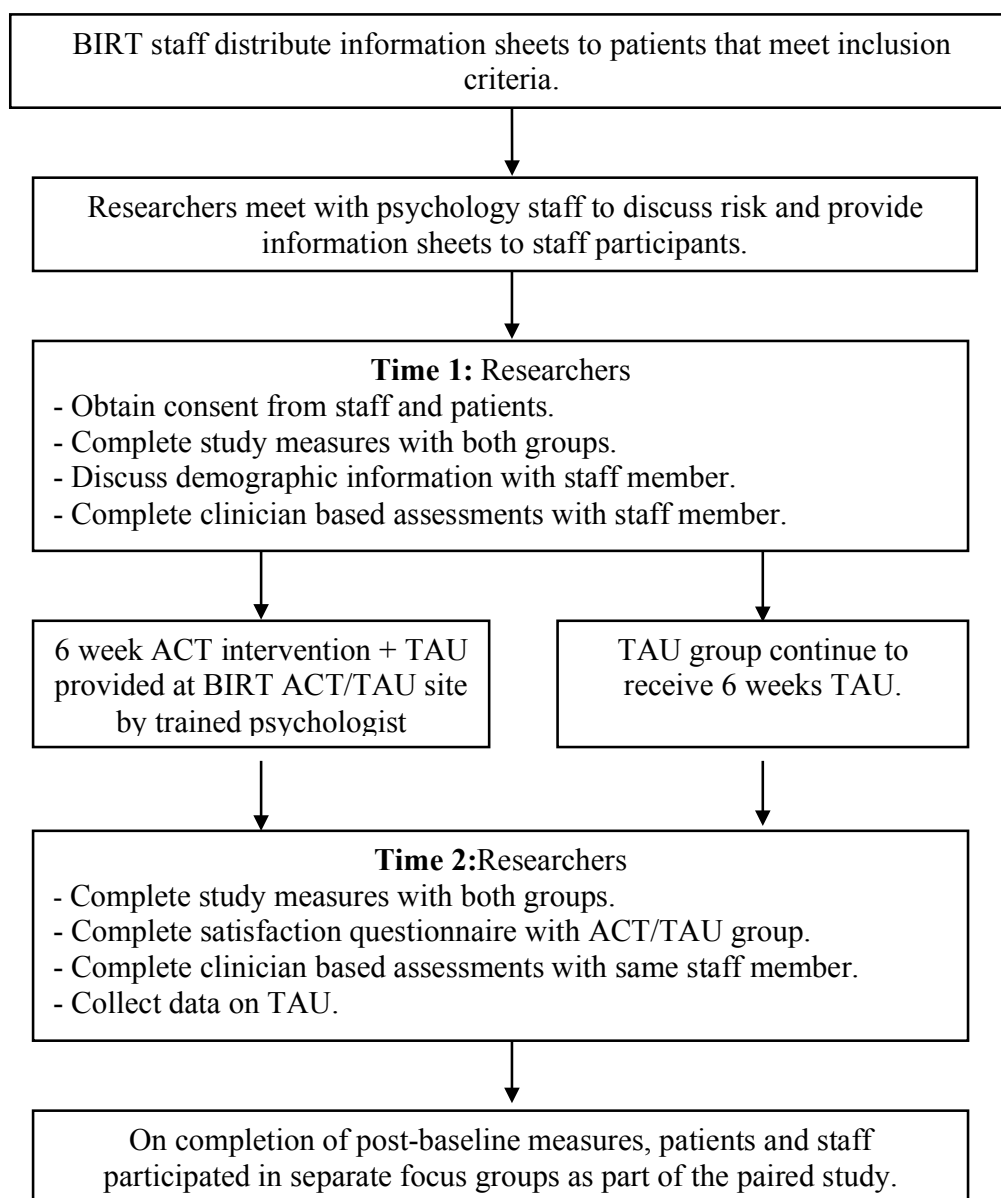 BIRT staff distribute information sheets to patients that meet inclusion
criteria.
Researchers meet with psychology staff to discuss risk and provide
information sheets to staff participants.
Time 1: Researchers
- Obtain consent from staff and patients.
- Complete study measures with both groups.
- Discuss demographic information with staff member.
- Complete clinician based assessments with staff member.
6 week ACT intervention + TAU
provided at BIRT ACT/TAU site
by trained psychologist
TAU group continue to
receive 6 weeks TAU.
Time 2:Researchers
- Complete study measures with both groups.
- Complete satisfaction questionnaire with ACT/TAU group.
- Complete clinician based assessments with same staff member.
- Collect data on TAU.
On completion of post-baseline measures, patients and staff
participated in separate focus groups as part of the paired study.